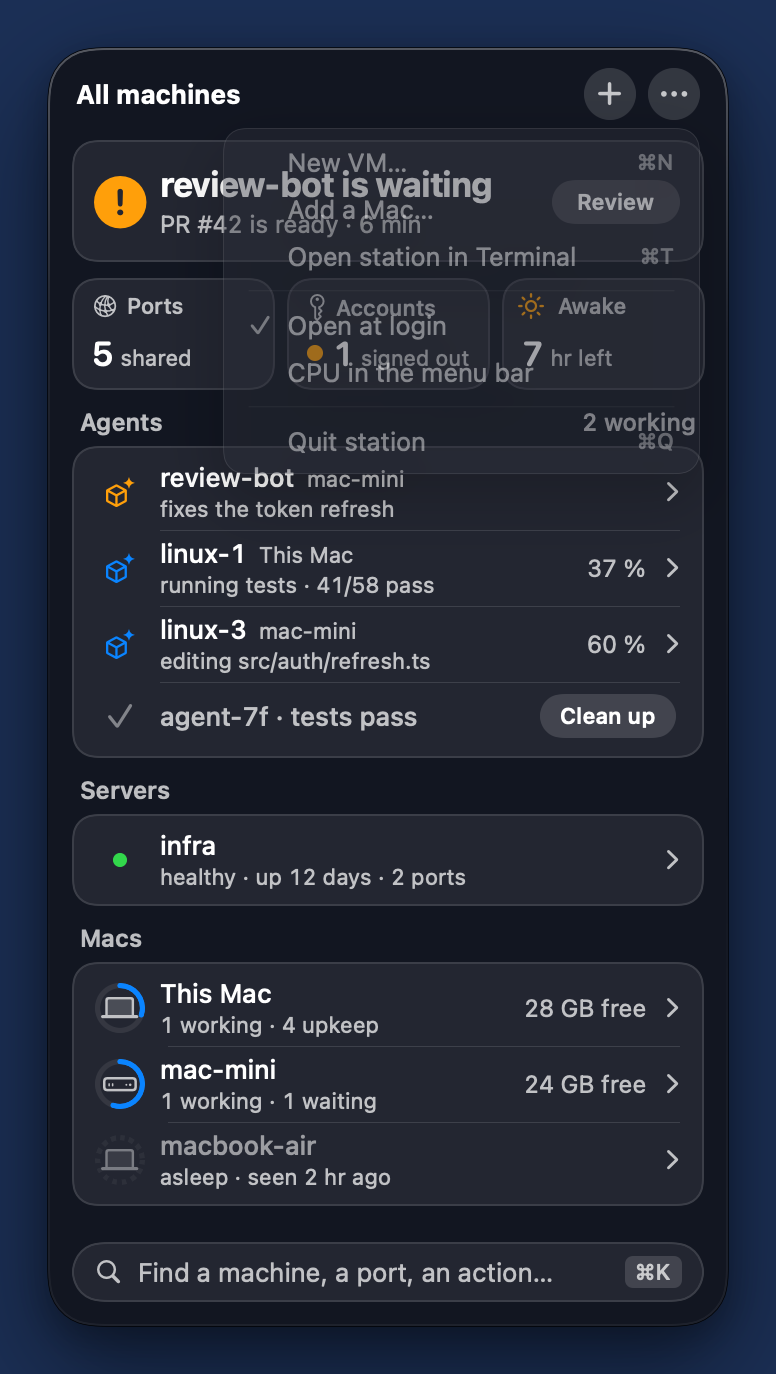 All machines
review-bot is waiting
PR #42 is ready · 6 min
Review
New VM... ⌘N
Add a Mac...
Open station in Terminal ⌘T
Open at login
CPU in the menu bar
Quit station ⌘Q
Ports
5 shared
Accounts
1 signed out
Awake
7 hr left
Agents 2 working
review-bot mac-mini
fixes the token refresh
linux-1 This Mac
running tests · 41/58 pass
37 %
linux-3 mac-mini
editing src/auth/refresh.ts
60 %
agent-7f · tests pass
Clean up
Servers
infra
healthy · up 12 days · 2 ports
Macs
This Mac
1 working · 4 upkeep
28 GB free
mac-mini
1 working · 1 waiting
24 GB free
macbook-air
asleep · seen 2 hr ago
Find a machine, a port, an action... ⌘K